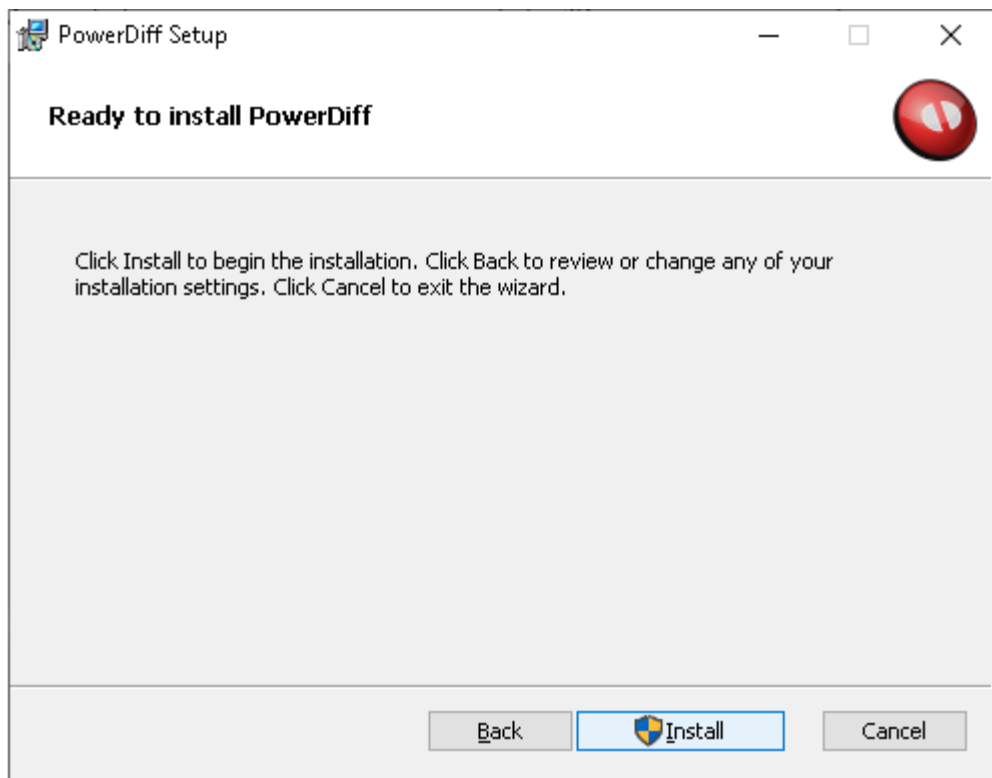 PowerDiff Setup
Ready to install PowerDiff
Click Install to begin the installation. Click Back to review or change any of your
installation settings. Click Cancel to exit the wizard.
Back
Install
Cancel